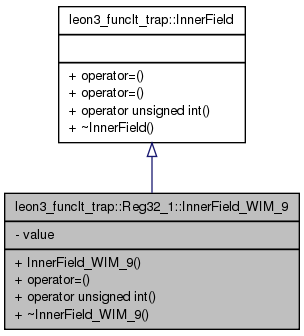 leon3_funclt_trap::InnerField
+ operator=()
+ operator=()
+ operator unsigned int()
+ ~InnerField()
leon3_funclt_trap::Reg32_1::InnerField_WIM_9
- value
+ InnerField_WIM_9()
+ operator=()
+ operator unsigned int()
+ ~InnerField_WIM_9()